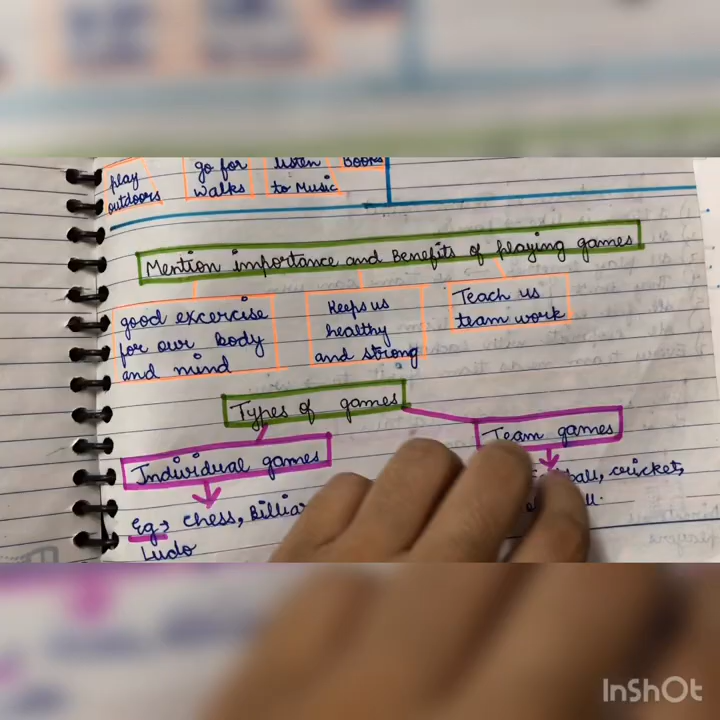 play
outdoors
go for
walks
listen
to Music
Books
Mention importance and Benefits of playing games
good excercise
for our body
and mind
Keeps us
healthy
and strong
Teach us
team work
Types of games
Individual games
Team games
Eg→ Chess,
Ludo
cricket,
InShOt